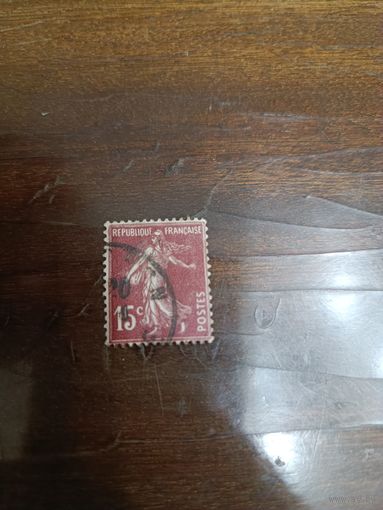 REPUBLIQUE FRANÇAISE
15c
POSTES